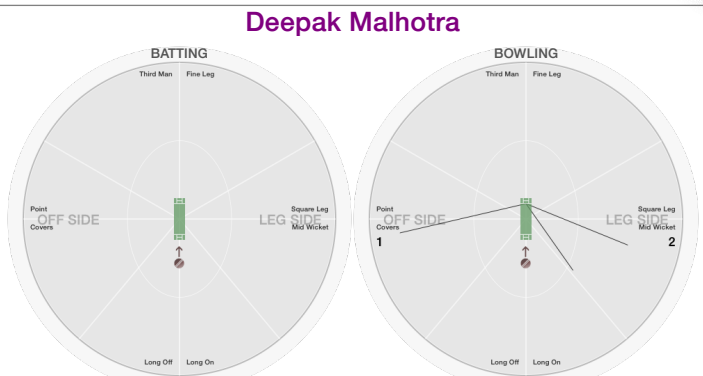 Deepak Malhotra
BATTING
Third Man Fine Leg
Point
OFF SIDE
Covers
Square Leg
LEG SIDE
Mid Wicket
Long Off Long On
BOWLING
Third Man Fine Leg
Point
OFF SIDE
Covers
1
Square Leg
LEG SIDE
Mid Wicket
2
Long Off Long On